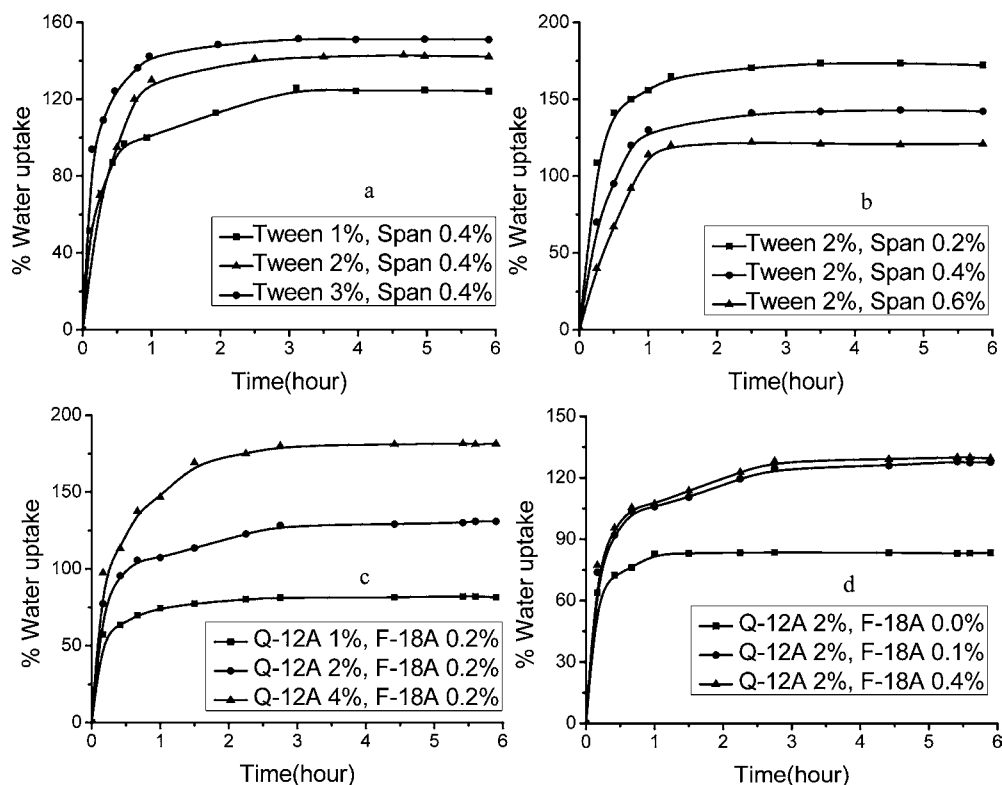 160
120
80
40
0
% Water uptake
a
Tween 1%, Span 0.4%
Tween 2%, Span 0.4%
Tween 3%, Span 0.4%
0 1 2 3 4 5 6
Time(hour)
200
150
100
50
0
% Water uptake
b
Tween 2%, Span 0.2%
Tween 2%, Span 0.4%
Tween 2%, Span 0.6%
0 1 2 3 4 5 6
Time(hour)
200
150
100
50
0
% Water uptake
c
Q-12A 1%, F-18A 0.2%
Q-12A 2%, F-18A 0.2%
Q-12A 4%, F-18A 0.2%
0 1 2 3 4 5 6
Time(hour)
150
120
90
60
30
0
% Water uptake
d
Q-12A 2%, F-18A 0.0%
Q-12A 2%, F-18A 0.1%
Q-12A 2%, F-18A 0.4%
0 1 2 3 4 5 6
Time(hour)